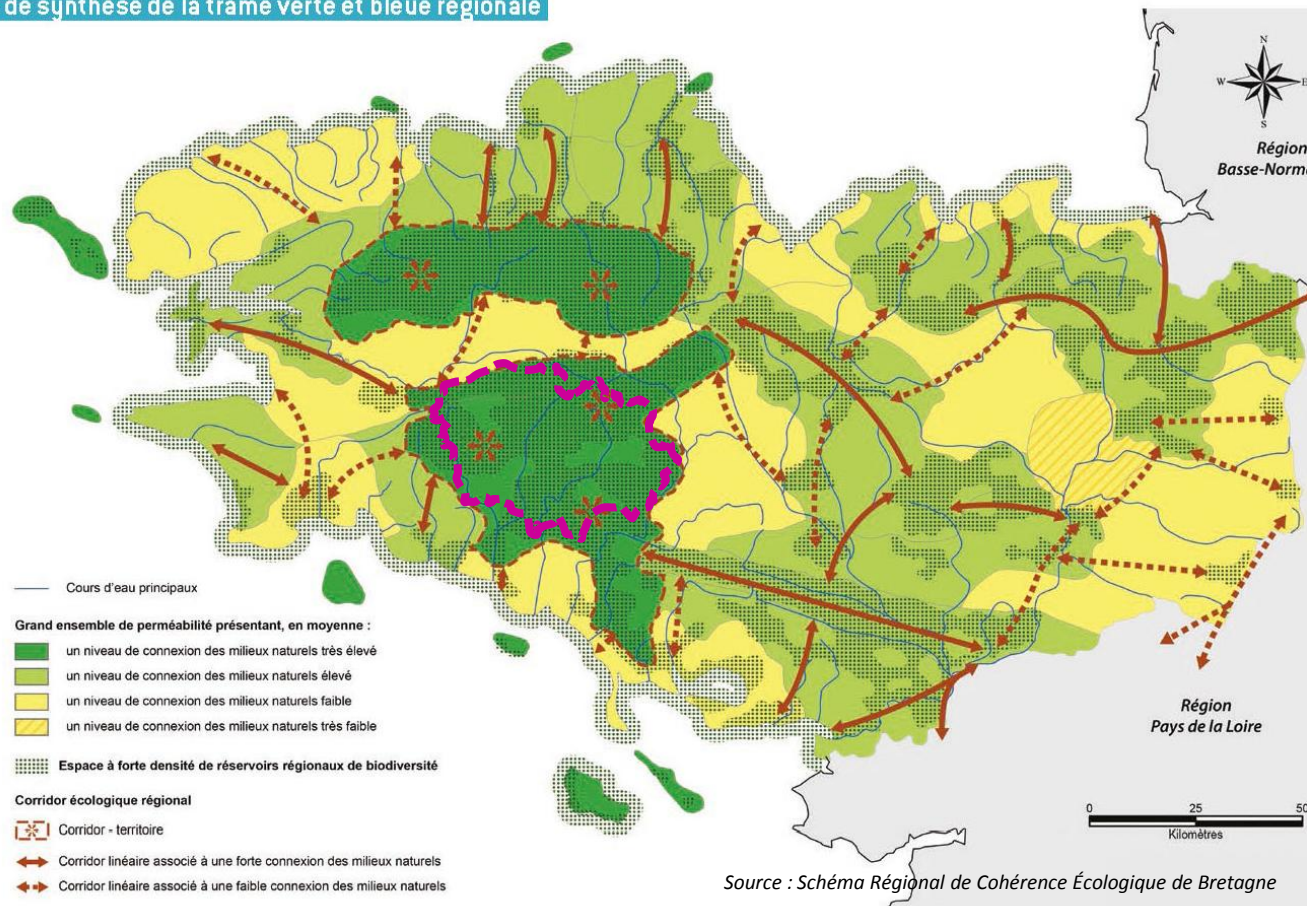 de synthèse de la trame verte et bleue régionale
N
W
E
S
Région
Basse-Norm
Cours d'eau principaux
Grand ensemble de perméabilité présentant, en moyenne :
un niveau de connexion des milieux naturels très élevé
un niveau de connexion des milieux naturels élevé
un niveau de connexion des milieux naturels faible
un niveau de connexion des milieux naturels très faible
Espace à forte densité de réservoirs régionaux de biodiversité
Corridor écologique régional
Corridor - territoire
Corridor linéaire associé à une forte connexion des milieux naturels
Corridor linéaire associé à une faible connexion des milieux naturels
Région
Pays de la Loire
0 25 50
Kilomètres
Source : Schéma Régional de Cohérence Écologique de Bretagne